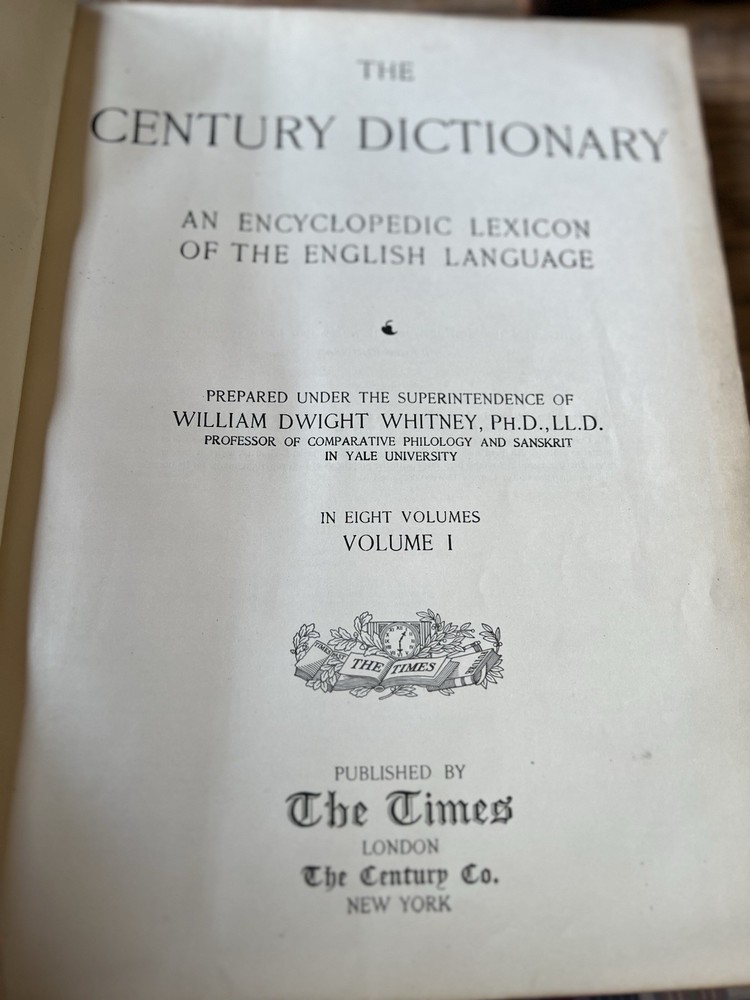 THE
CENTURY DICTIONARY
AN ENCYCLOPEDIC LEXICON
OF THE ENGLISH LANGUAGE
PREPARED UNDER THE SUPERINTENDENCE OF
WILLIAM DWIGHT WHITNEY, PH.D., LL.D.
PROFESSOR OF COMPARATIVE PHILOLOGY AND SANSKRIT
IN YALE UNIVERSITY
IN EIGHT VOLUMES
VOLUME I
TIMES PAST
THE TIMES
PUBLISHED BY
The Times
LONDON
The Century Co.
NEW YORK